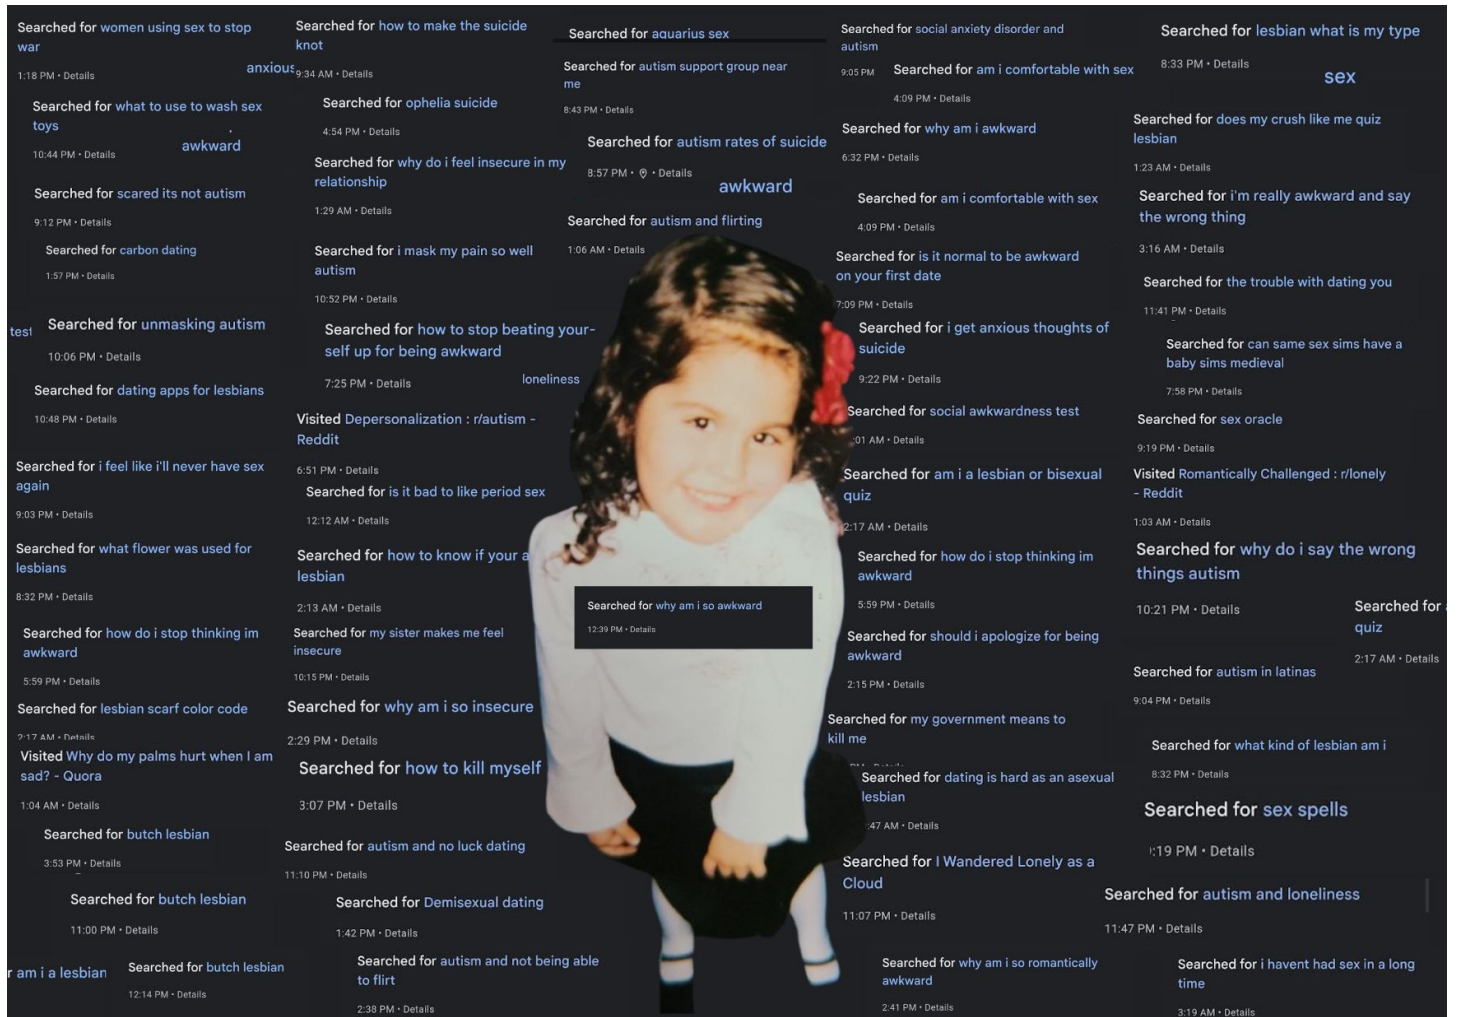 Searched for women using sex to stop
war
1:18 PM • Details
anxious
Searched for what to use to wash sex
toys
10:44 PM • Details
awkward
Searched for scared its not autism
9:12 PM • Details
Searched for carbon dating
1:57 PM • Details
test
Searched for unmasking autism
10:06 PM • Details
Searched for dating apps for lesbians
10:48 PM • Details
Searched for i feel like i'll never have sex
again
9:03 PM • Details
Searched for what flower was used for
lesbians
8:32 PM • Details
Searched for how do i stop thinking im
awkward
5:59 PM • Details
Searched for lesbian scarf color code
2:17 AM • Details
Visited Why do my palms hurt when I am
sad? - Quora
1:04 AM • Details
Searched for butch lesbian
3:53 PM • Details
Searched for butch lesbian
11:00 PM • Details
r am i a lesbian
Searched for butch lesbian
12:14 PM • Details
Searched for how to make the suicide
knot
9:34 AM • Details
Searched for ophelia suicide
4:54 PM • Details
Searched for why do i feel insecure in my
relationship
1:29 AM • Details
Searched for i mask my pain so well
autism
10:52 PM • Details
Searched for how to stop beating your-
self up for being awkward
7:25 PM • Details
loneliness
Visited Depersonalization : r/autism -
Reddit
6:51 PM • Details
Searched for is it bad to like period sex
12:12 AM • Details
Searched for how to know if your a
lesbian
2:13 AM • Details
Searched for my sister makes me feel
insecure
10:15 PM • Details
Searched for why am i so insecure
2:29 PM • Details
Searched for how to kill myself
3:07 PM • Details
Searched for autism and no luck dating
11:10 PM • Details
Searched for Demisexual dating
1:42 PM • Details
Searched for autism and not being able
to flirt
2:38 PM • Details
Searched for aquarius sex
Searched for autism support group near
me
8:43 PM • Details
Searched for autism rates of suicide
8:57 PM • Details
awkward
Searched for autism and flirting
1:06 AM • Details
Searched for why am i so awkward
12:39 PM • Details
Searched for social anxiety disorder and
autism
9:05 PM
Searched for am i comfortable with sex
4:09 PM • Details
Searched for why am i awkward
6:32 PM • Details
Searched for am i comfortable with sex
4:09 PM • Details
Searched for is it normal to be awkward
on your first date
7:09 PM • Details
Searched for i get anxious thoughts of
suicide
9:22 PM • Details
Searched for social awkwardness test
:01 AM • Details
Searched for am i a lesbian or bisexual
quiz
2:17 AM • Details
Searched for how do i stop thinking im
awkward
5:59 PM • Details
Searched for should i apologize for being
awkward
2:15 PM • Details
Searched for my government means to
kill me
Searched for dating is hard as an asexual
lesbian
:47 AM • Details
Searched for I Wandered Lonely as a
Cloud
11:07 PM • Details
Searched for why am i so romantically
awkward
2:41 PM • Details
Searched for lesbian what is my type
8:33 PM • Details
sex
Searched for does my crush like me quiz
lesbian
1:23 AM • Details
Searched for i'm really awkward and say
the wrong thing
3:16 AM • Details
Searched for the trouble with dating you
11:41 PM • Details
Searched for can same sex sims have a
baby sims medieval
7:58 PM • Details
Searched for sex oracle
9:19 PM • Details
Visited Romantically Challenged : r/lonely
- Reddit
1:03 AM • Details
Searched for why do i say the wrong
things autism
10:21 PM • Details
Searched for
quiz
2:17 AM • Details
Searched for autism in latinas
9:04 PM • Details
Searched for what kind of lesbian am i
8:32 PM • Details
Searched for sex spells
:19 PM • Details
Searched for autism and loneliness
11:47 PM • Details
Searched for i havent had sex in a long
time
3:19 AM • Details